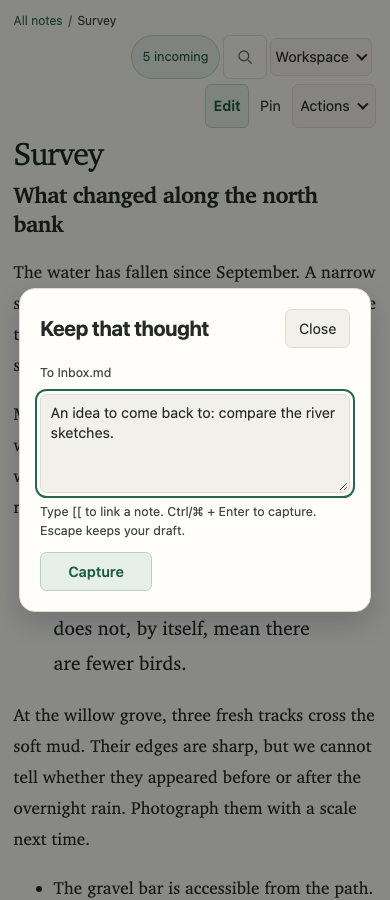 All notes / Survey
5 incoming
Workspace
Edit Pin Actions
Survey
What changed along the north
bank
The water has fallen since September. A narrow
Keep that thought
Close
To Inbox.md
An idea to come back to: compare the river
sketches.
Type [[ to link a note. Ctrl/⌘ + Enter to capture.
Escape keeps your draft.
Capture
does not, by itself, mean there
are fewer birds.
At the willow grove, three fresh tracks cross the
soft mud. Their edges are sharp, but we cannot
tell whether they appeared before or after the
overnight rain. Photograph them with a scale
next time.
• The gravel bar is accessible from the path.